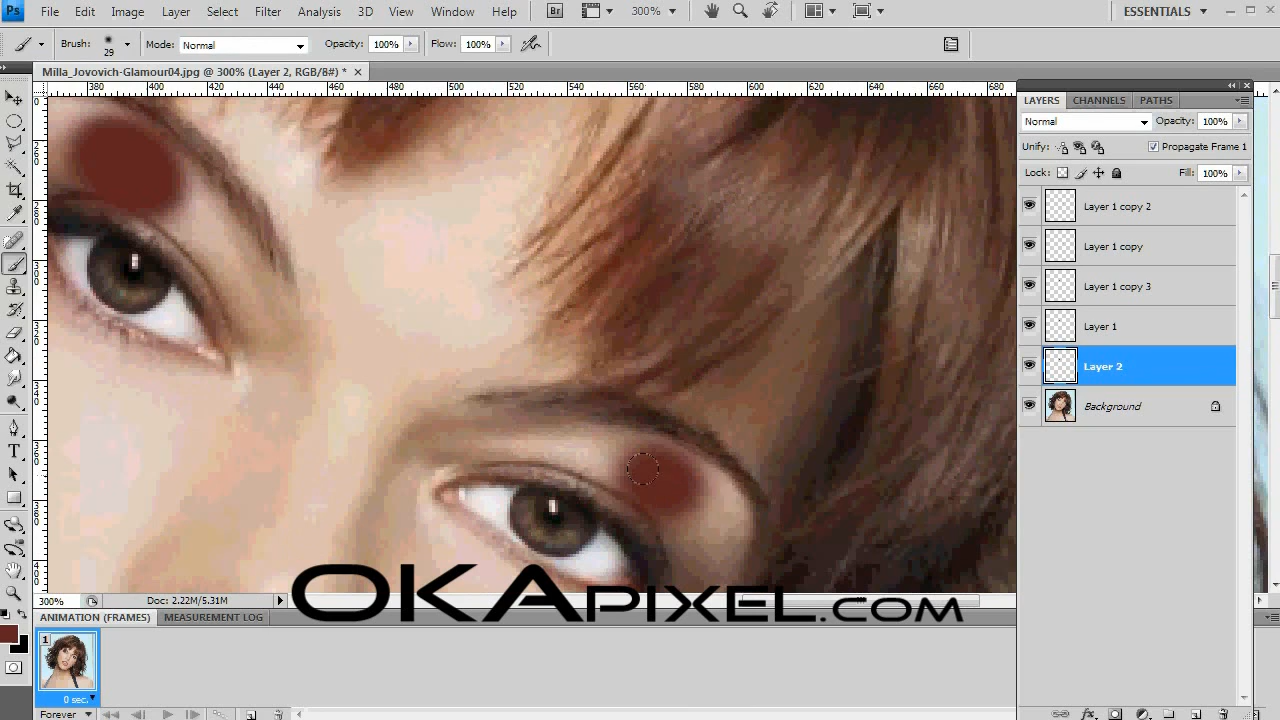 Ps File Edit Image Layer Select Filter Analysis 3D View Window Help Br 300% ESSENTIALS
Brush: 29 Mode: Normal Opacity: 100% Flow: 100%
Milla_Jovovich-Glamour04.jpg @ 300% (Layer 2, RGB/8#) *
380 400 420 440 460 480 500 520 540 560 580 600 620 640 660 680
LAYERS CHANNELS PATHS
Normal Opacity: 100%
Unify: Propagate Frame 1
Lock: Fill: 100%
Layer 1 copy 2
Layer 1 copy
Layer 1 copy 3
Layer 1
Layer 2
Background
OKAPIXEL.COM
300% Doc: 2.22M/5.31M
ANIMATION (FRAMES) MEASUREMENT LOG
1
0 sec.
Forever